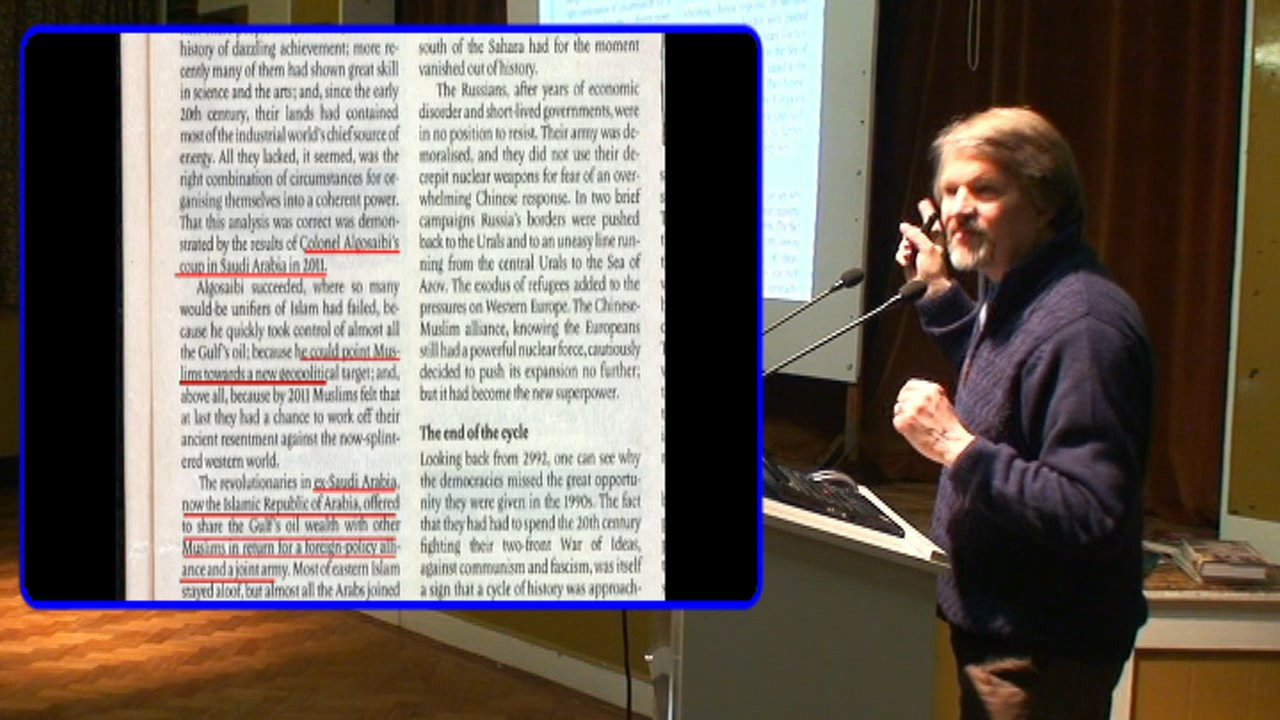 history of dazzling achievement; more re-
cently many of them had shown great skill
in science and the arts; and, since the early
20th century, their lands had contained
most of the industrial world's chief source of
energy. All they lacked, it seemed, was the
right combination of circumstances for or-
ganising themselves into a coherent power.
That this analysis was correct was demon-
strated by the results of Colonel Algosaibi's
coup in Saudi Arabia in 2011.
Algosaibi succeeded, where so many
would-be unifiers of Islam had failed, be-
cause he quickly took control of almost all
the Gulf's oil; because he could point Mus-
lims towards a new geopolitical target; and,
above all, because by 2011 Muslims felt that
at last they had a chance to work off their
ancient resentment against the now-splint-
ered western world.
The revolutionaries in ex-Saudi Arabia,
now the Islamic Republic of Arabia, offered
to share the Gulf's oil wealth with other
Muslims in return for a foreign-policy alli-
ance and a joint army. Most of eastern Islam
stayed aloof, but almost all the Arabs joined
south of the Sahara had for the moment
vanished out of history.
The Russians, after years of economic
disorder and short-lived governments, were
in no position to resist. Their army was de-
moralised, and they did not use their de-
crepit nuclear weapons for fear of an over-
whelming Chinese response. In two brief
campaigns Russia's borders were pushed
back to the Urals and to an uneasy line run-
ning from the central Urals to the Sea of
Azov. The exodus of refugees added to the
pressures on Western Europe. The Chinese-
Muslim alliance, knowing the Europeans
still had a powerful nuclear force, cautiously
decided to push its expansion no further;
but it had become the new superpower.
The end of the cycle
Looking back from 2992, one can see why
the democracies missed the great opportu-
nity they were given in the 1990s. The fact
that they had had to spend the 20th century
fighting their two-front War of Ideas,
against communism and fascism, was itself
a sign that a cycle of history was approach-